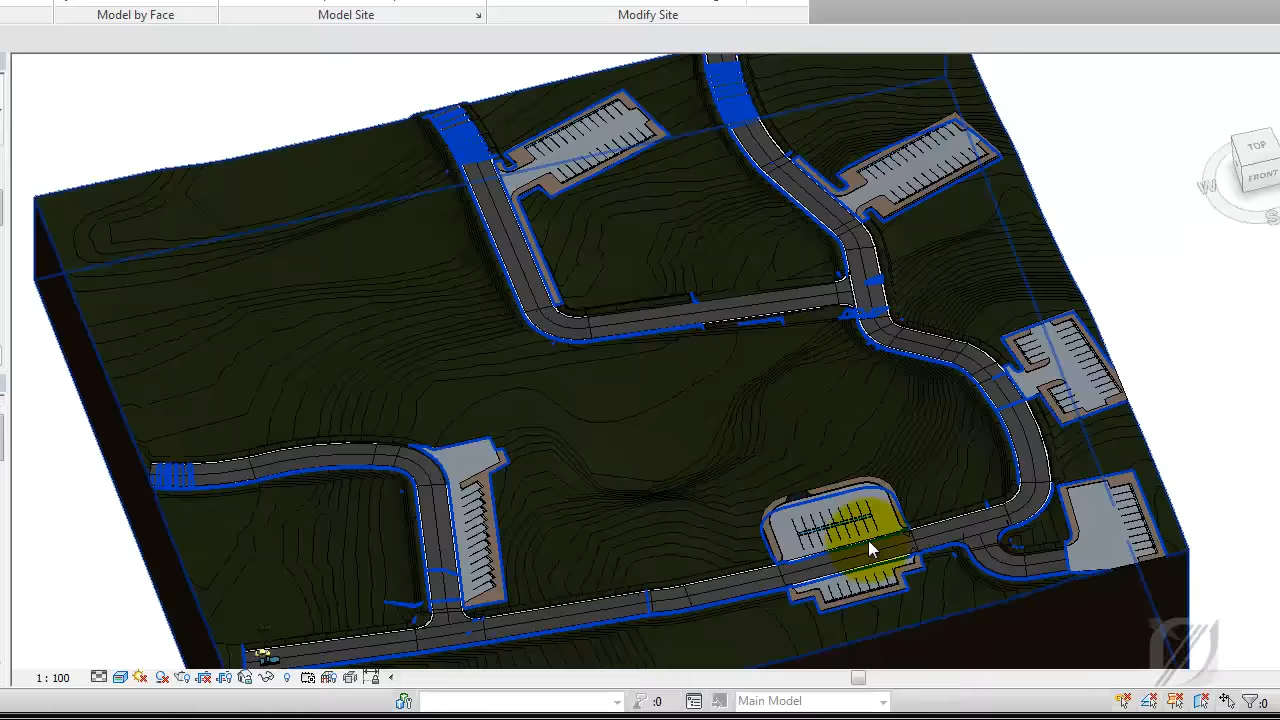 Model by Face
Model Site
Modify Site
TOP
FRONT
W
S
1 : 100
:0
Main Model
:0